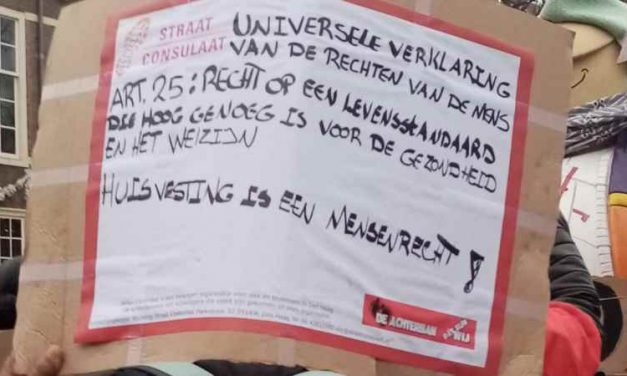 STRAAT
CONSULAAT
UNIVERSELE VERKLARING
VAN DE RECHTEN VAN DE MENS
ART. 25: RECHT OP EEN LEVENSSTANDAARD
DIE HOOG GENOEG IS VOOR DE GEZONDHEID
EN HET WELZIJN
HUISVESTING IS EEN MENSENRECHT!
DE ACHTERBAN
WIJ